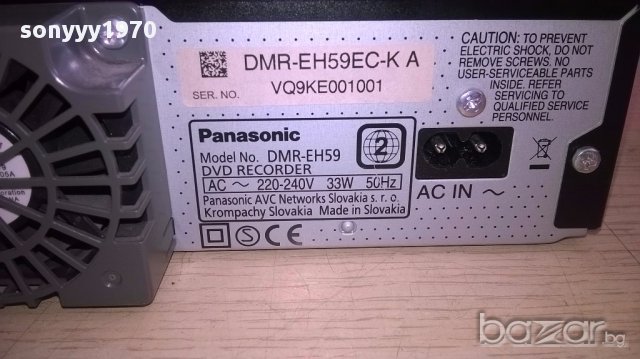 sonyyy1970
DMR-EH59EC-K A
SER. NO. VQ9KE001001
CAUTION: TO PREVENT
ELECTRIC SHOCK, DO NOT
REMOVE SCREWS. NO
USER-SERVICEABLE PARTS
INSIDE. REFER
SERVICING TO
QUALIFIED SERVICE
PERSONNEL.
Panasonic
2
Model No. DMR-EH59
DVD RECORDER
AC ~ 220-240V 33W 50Hz
Panasonic AVC Networks Slovakia s. r. o.
Krompachy Slovakia Made in Slovakia
S CE
AC IN ~
bazar.bg